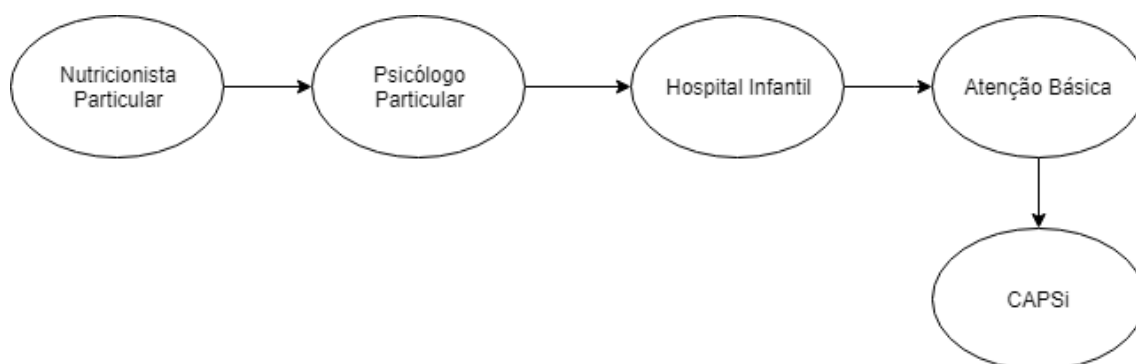 Nutricionista
Particular
Psicólogo
Particular
Hospital Infantil
Atenção Básica
CAPSi